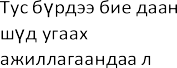 Тус бүрдээ бие даан
шүд угаах
ажиллагаандаа л